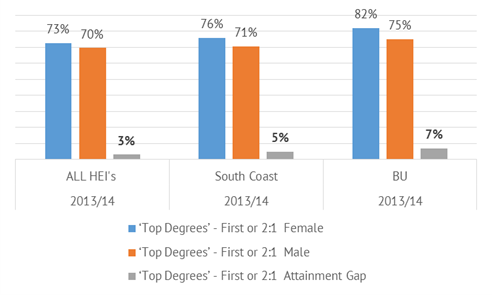 73% 70% 3% 76% 71% 5% 82% 75% 7%
ALL HEI's South Coast BU
2013/14 2013/14 2013/14
‘Top Degrees’ - First or 2:1 Female
‘Top Degrees’ - First or 2:1 Male
‘Top Degrees’ - First or 2:1 Attainment Gap